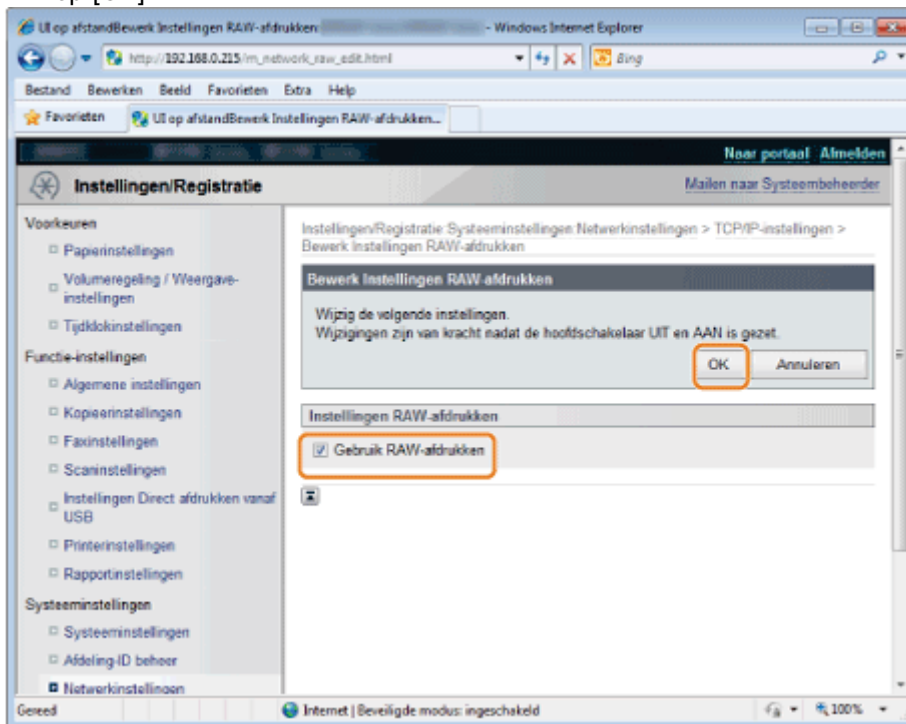 UI op afstandBewerk Instellingen RAW-afdrukken: - Windows Internet Explorer
http://192.168.0.215/m_network_raw_edit.html Bing
Bestand Bewerken Beeld Favorieten Extra Help
Favorieten UI op afstandBewerk Instellingen RAW-afdrukken...
Naar portaal Afmelden
Instellingen/Registratie
Mailen naar Systeembeheerder
Voorkeuren
Papierinstellingen
Volumeregeling / Weergave-
instellingen
Tijdklokinstellingen
Functie-instellingen
Algemene instellingen
Kopieerinstellingen
Faxinstellingen
Scaninstellingen
Instellingen Direct afdrukken vanaf
USB
Printerinstellingen
Rapportinstellingen
Systeeminstellingen
Systeeminstellingen
Afdeling-ID beheer
Netwerkinstellingen
Instellingen/Registratie:Systeeminstellingen:Netwerkinstellingen > TCP/IP-instellingen >
Bewerk Instellingen RAW-afdrukken
Bewerk Instellingen RAW-afdrukken
Wijzig de volgende instellingen.
Wijzigingen zijn van kracht nadat de hoofdschakelaar UIT en AAN is gezet.
OK Annuleren
Instellingen RAW-afdrukken
Gebruik RAW-afdrukken
Gereed
Internet | Beveiligde modus: ingeschakeld
100%